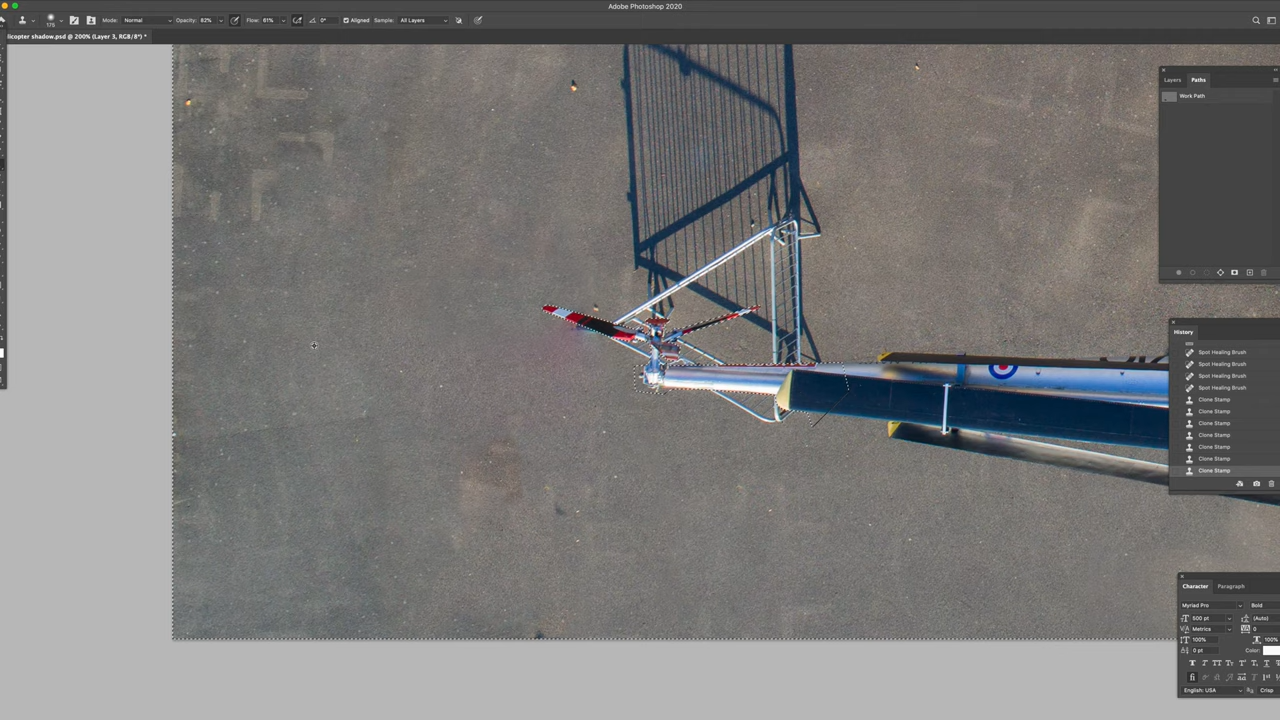 Adobe Photoshop 2020
175 Mode: Normal Opacity: 82% Flow: 61% 0° Aligned Sample: All Layers
licopter shadow.psd @ 200% (Layer 3, RGB/8*) *
Layers Paths
Work Path
History
Spot Healing Brush
Spot Healing Brush
Spot Healing Brush
Spot Healing Brush
Clone Stamp
Clone Stamp
Clone Stamp
Clone Stamp
Clone Stamp
Clone Stamp
Clone Stamp
Character Paragraph
Myriad Pro Bold
500 pt (Auto)
Metrics 0
100% 100%
0 pt Color:
English: USA Crisp